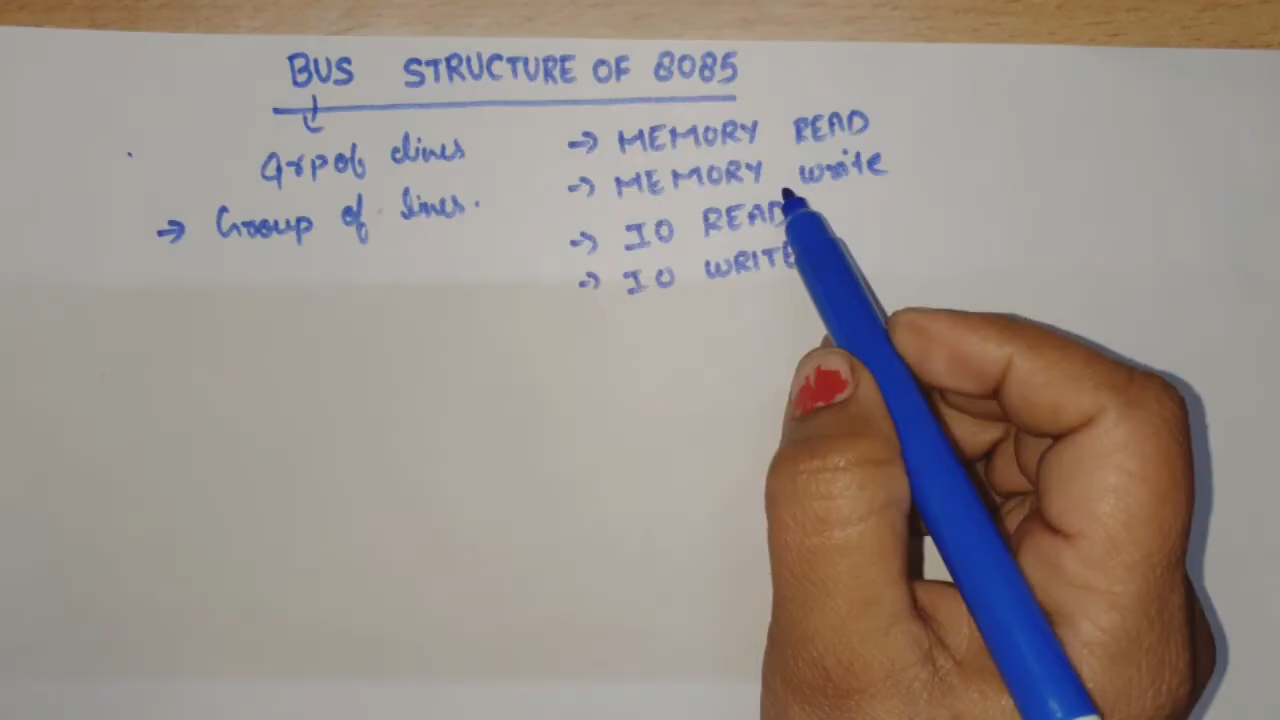 BUS STRUCTURE OF 8085
Grp of lines
→ Group of lines.
→ MEMORY READ
→ MEMORY write
→ IO READ
→ IO WRITE